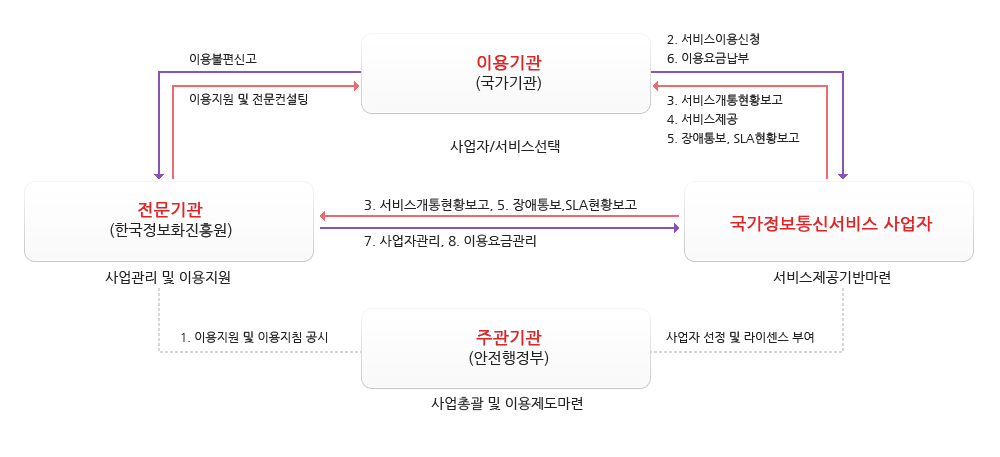 이용기관
(국가기관)
이용불편신고
이용지원 및 전문컨설팅
2. 서비스이용신청
6. 이용요금납부
3. 서비스개통현황보고
4. 서비스제공
5. 장애통보, SLA현황보고
사업자/서비스선택
전문기관
(한국정보화진흥원)
사업관리 및 이용지원
3. 서비스개통현황보고, 5. 장애통보,SLA현황보고
7. 사업자관리, 8. 이용요금관리
국가정보통신서비스 사업자
서비스제공기반마련
1. 이용지원 및 이용지침 공시
주관기관
(안전행정부)
사업자 선정 및 라이센스 부여
사업총괄 및 이용제도마련